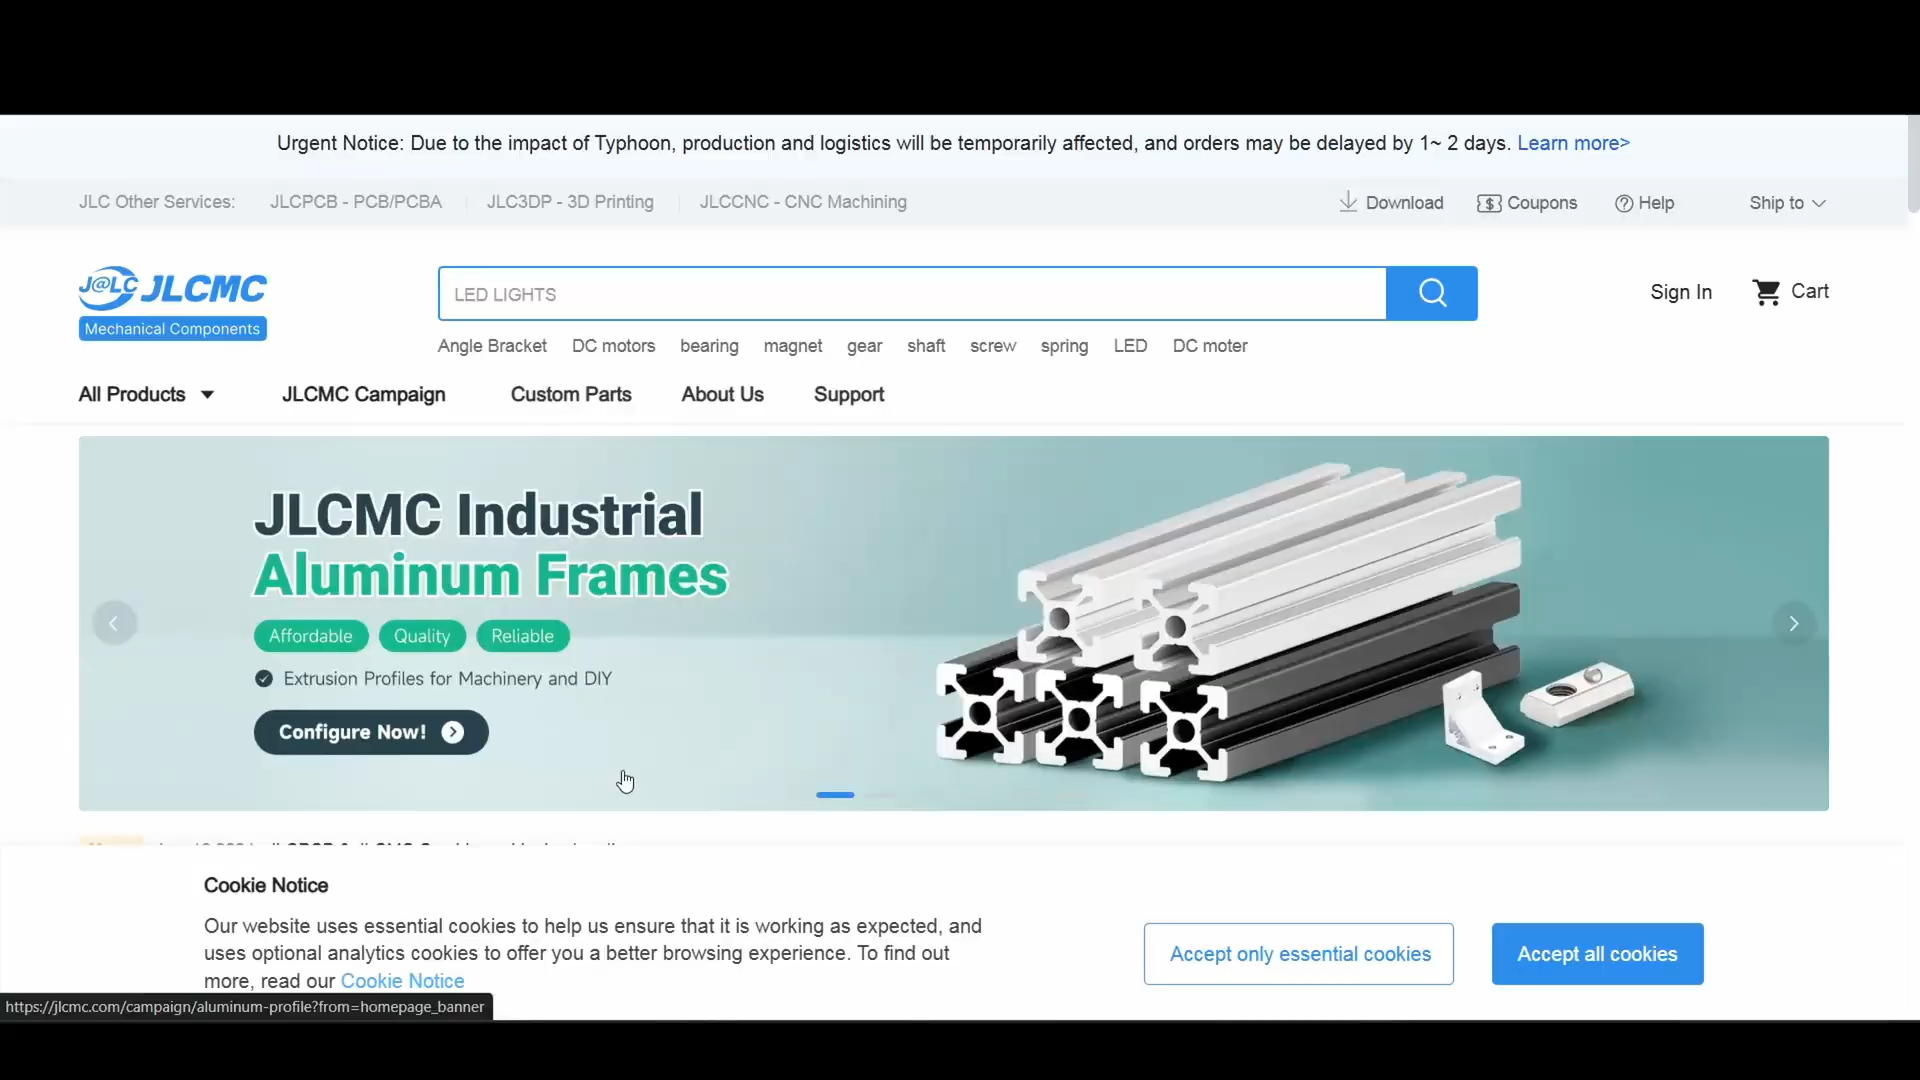 Urgent Notice: Due to the impact of Typhoon, production and logistics will be temporarily affected, and orders may be delayed by 1~ 2 days. Learn more>
JLC Other Services: JLCPCB - PCB/PCBA JLC3DP - 3D Printing JLCCNC - CNC Machining Download Coupons Help Ship to
J@LC JLCMC
Mechanical Components
LED LIGHTS
Sign In Cart
Angle Bracket DC motors bearing magnet gear shaft screw spring LED DC moter
All Products JLCMC Campaign Custom Parts About Us Support
JLCMC Industrial
Aluminum Frames
Affordable Quality Reliable
Extrusion Profiles for Machinery and DIY
Configure Now!
Cookie Notice
Our website uses essential cookies to help us ensure that it is working as expected, and
uses optional analytics cookies to offer you a better browsing experience. To find out
more, read our Cookie Notice
Accept only essential cookies Accept all cookies
https://jlcmc.com/campaign/aluminum-profile?from=homepage_banner